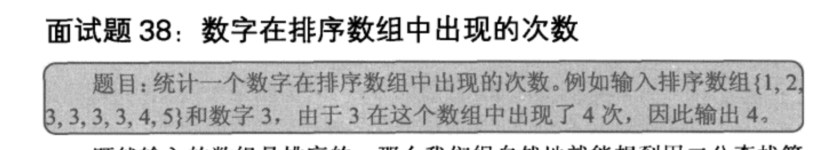 面试题 38：数字在排序数组中出现的次数
题目：统计一个数字在排序数组中出现的次数。例如输入排序数组{1, 2,
3, 3, 3, 3, 4, 5}和数字 3，由于 3 在这个数组中出现了 4 次，因此输出 4。